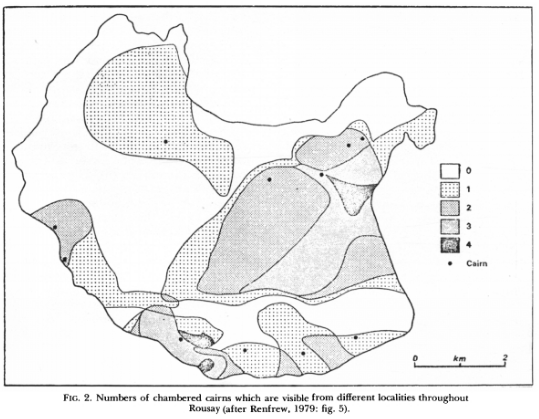 0
1
2
3
4
Cairn
0 km 2
FIG. 2. Numbers of chambered cairns which are visible from different localities throughout
Rousay (after Renfrew, 1979: fig. 5).